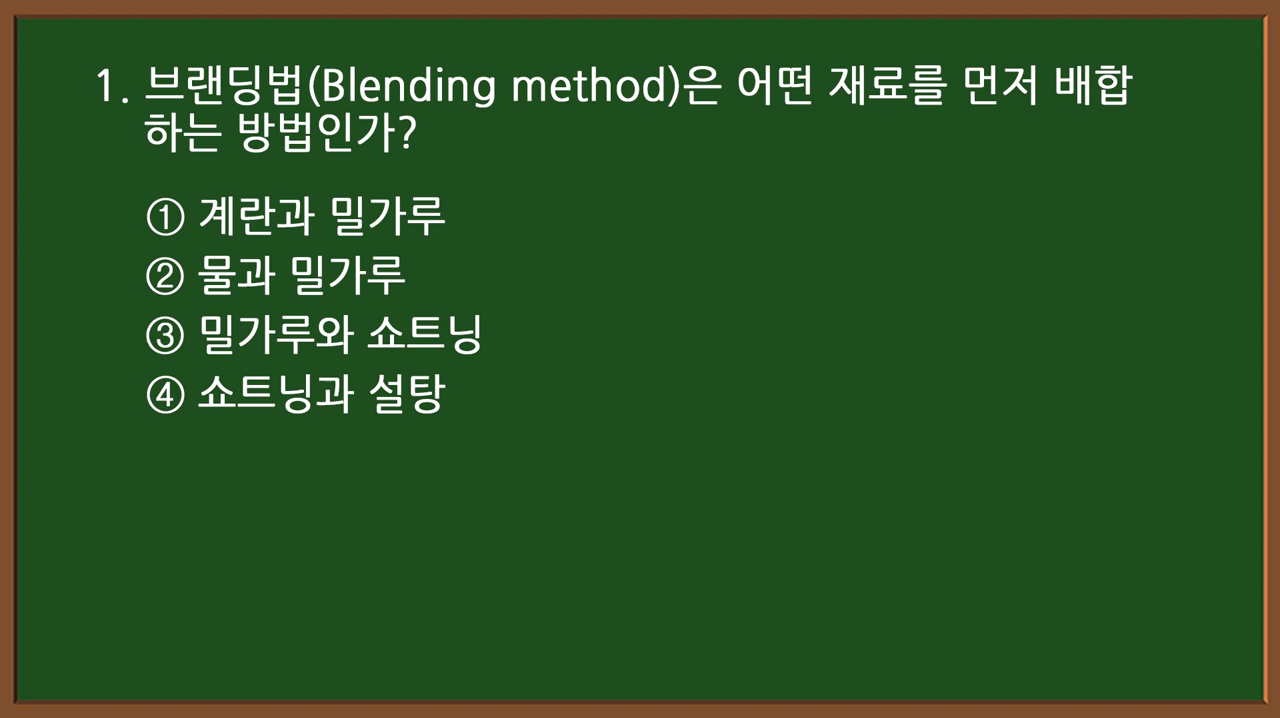 1. 브랜딩법(Blending method)은 어떤 재료를 먼저 배합
하는 방법인가?
① 계란과 밀가루
② 물과 밀가루
③ 밀가루와 쇼트닝
④ 쇼트닝과 설탕